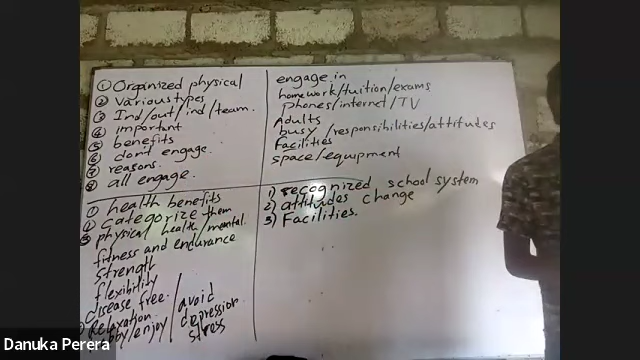 ① Organized physical
② various types
③ Ind/out/ind/team.
④ important
⑤ benefits
⑥ don't engage.
⑦ reasons.
⑧ all engage.
engage in
homework/tuition/exams
phones/internet/TV
Adults
busy/responsibilities/attitudes
Facilities
space/equipment
① health benefits
② categorize them
③ physical health/mental.
fitness and endurance
strength
flexibility
disease free.
Relaxation
/enjoy
avoid
depression
stress
1) recognized school system
2) attitudes change
3) Facilities.
Danuka Perera